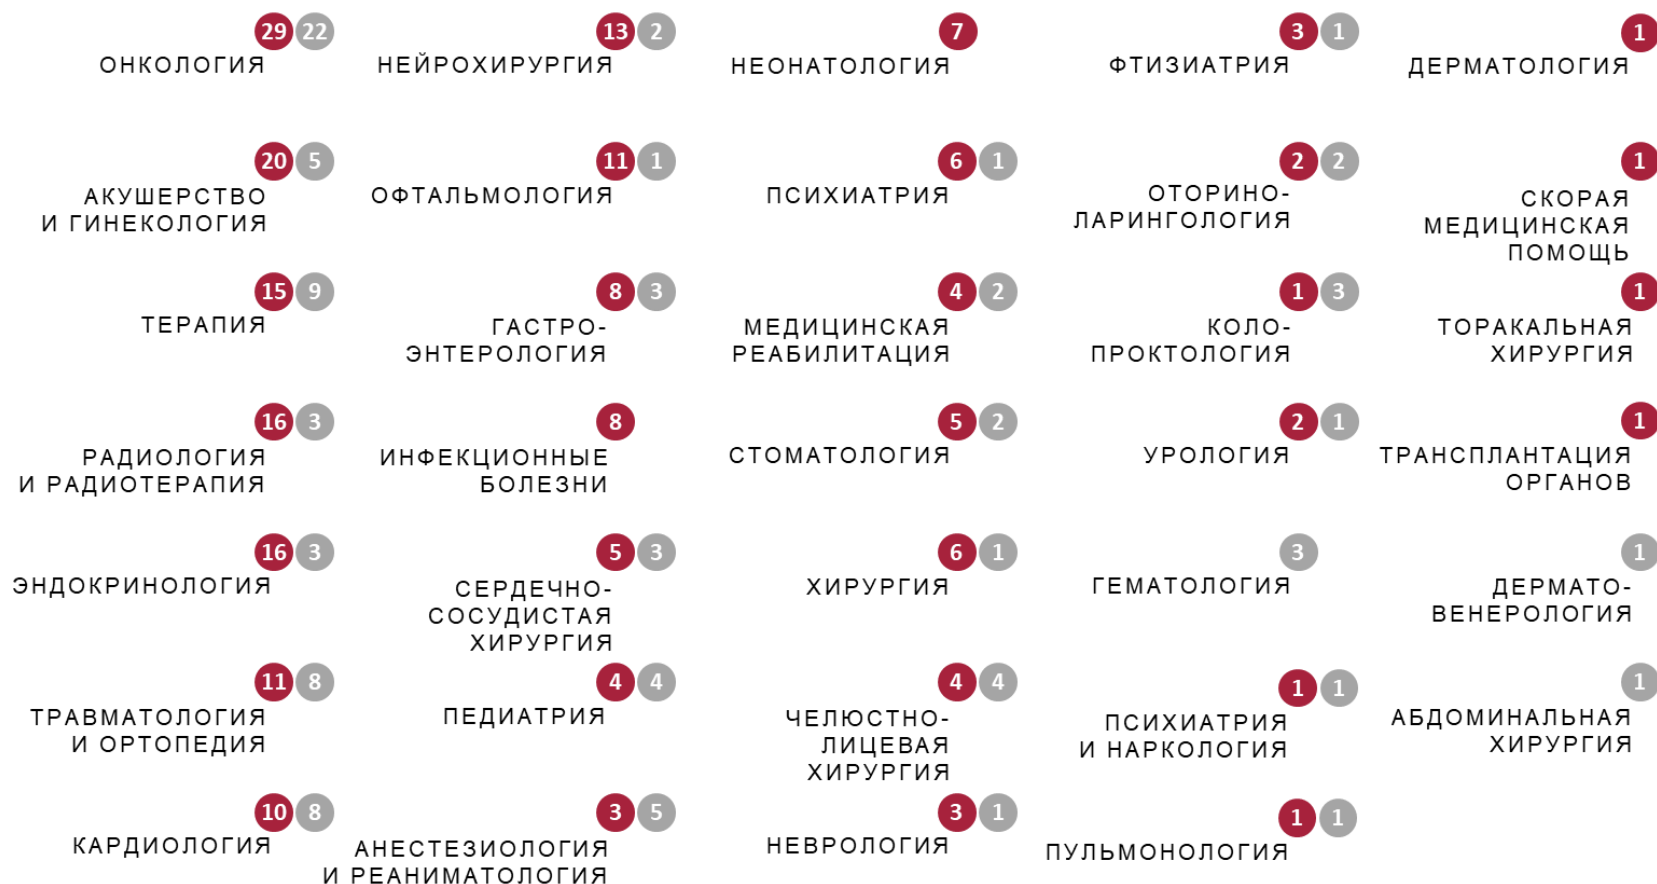 29 22
ОНКОЛОГИЯ
13 2
НЕЙРОХИРУРГИЯ
7
НЕОНАТОЛОГИЯ
3 1
ФТИЗИАТРИЯ
1
ДЕРМАТОЛОГИЯ
20 5
АКУШЕРСТВО
И ГИНЕКОЛОГИЯ
11 1
ОФТАЛЬМОЛОГИЯ
6 1
ПСИХИАТРИЯ
2 2
ОТОРИНО-
ЛАРИНГОЛОГИЯ
1
СКОРАЯ
МЕДИЦИНСКАЯ
ПОМОЩЬ
15 9
ТЕРАПИЯ
8 3
ГАСТРО-
ЭНТЕРОЛОГИЯ
4 2
МЕДИЦИНСКАЯ
РЕАБИЛИТАЦИЯ
1 3
КОЛО-
ПРОКТОЛОГИЯ
1
ТОРАКАЛЬНАЯ
ХИРУРГИЯ
16 3
РАДИОЛОГИЯ
И РАДИОТЕРАПИЯ
8
ИНФЕКЦИОННЫЕ
БОЛЕЗНИ
5 2
СТОМАТОЛОГИЯ
2 1
УРОЛОГИЯ
1
ТРАНСПЛАНТАЦИЯ
ОРГАНОВ
16 3
ЭНДОКРИНОЛОГИЯ
5 3
СЕРДЕЧНО-
СОСУДИСТАЯ
ХИРУРГИЯ
6 1
ХИРУРГИЯ
3
ГЕМАТОЛОГИЯ
1
ДЕРМАТО-
ВЕНЕРОЛОГИЯ
11 8
ТРАВМАТОЛОГИЯ
И ОРТОПЕДИЯ
4 4
ПЕДИАТРИЯ
4 4
ЧЕЛЮСТНО-
ЛИЦЕВАЯ
ХИРУРГИЯ
1 1
ПСИХИАТРИЯ
И НАРКОЛОГИЯ
1
АБДОМИНАЛЬНАЯ
ХИРУРГИЯ
10 8
КАРДИОЛОГИЯ
3 5
АНЕСТЕЗИОЛОГИЯ
И РЕАНИМАТОЛОГИЯ
3 1
НЕВРОЛОГИЯ
1 1
ПУЛЬМОНОЛОГИЯ